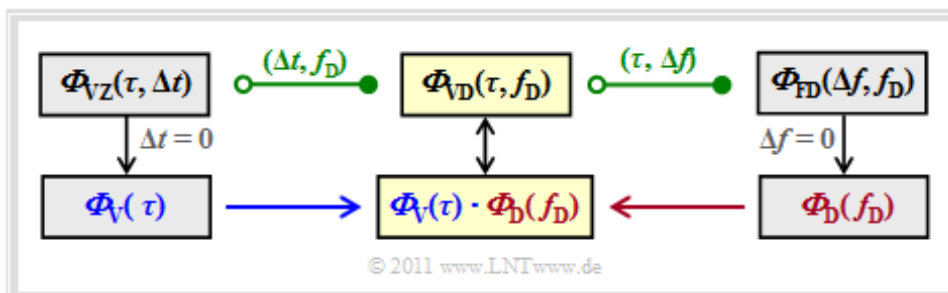 (Δt, f_D) (τ, Δf)
Φ_VZ(τ, Δt) Φ_VD(τ, f_D) Φ_FD(Δf, f_D)
Δt = 0 Δf = 0
Φ_V( τ) Φ_V(τ) · Φ_D(f_D) Φ_D(f_D)
© 2011 www.LNTwww.de